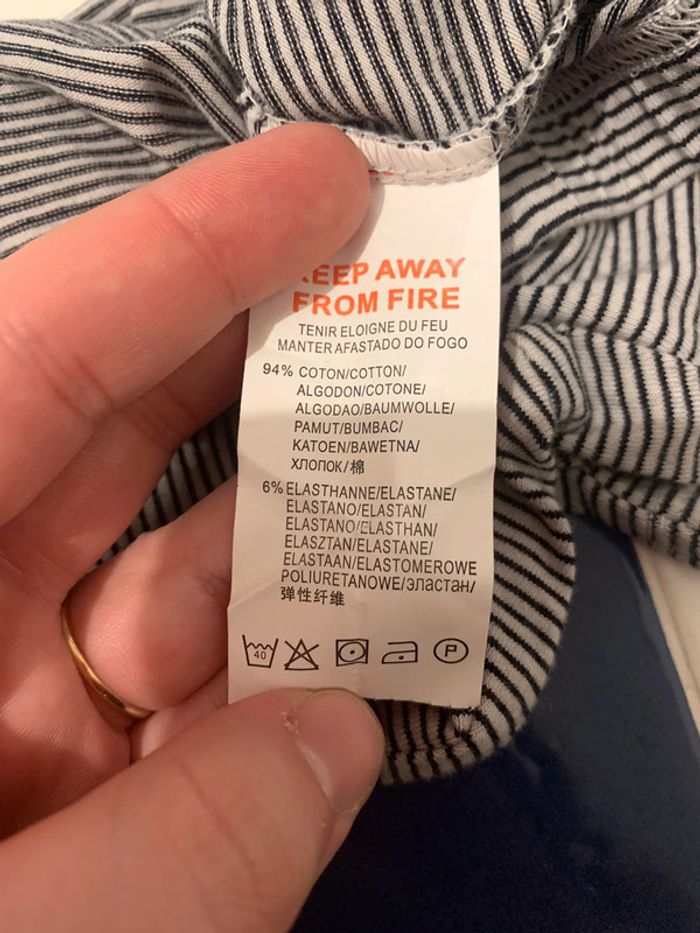 AWAY
FROM FIRE
TENIR ELOIGNE DU FEU
MANTER AFASTADO DO FOGO
94% COTON/COTTON/
ALGODON/COTONE/
ALGODAO/BAUMWOLLE/
PAMUT/BUMBAC/
KATOEN/BAWETNA/
ХЛОПОК/棉
6% ELASTHANNE/ELASTANE/
ELASTANO/ELASTAN/
ELASTANO/ELASTHAN/
ELASZTAN/ELASTANE/
ELASTAAN/ELASTOMEROWE
POLIURETANOWE/Эластан/
弹性纤维
40 P